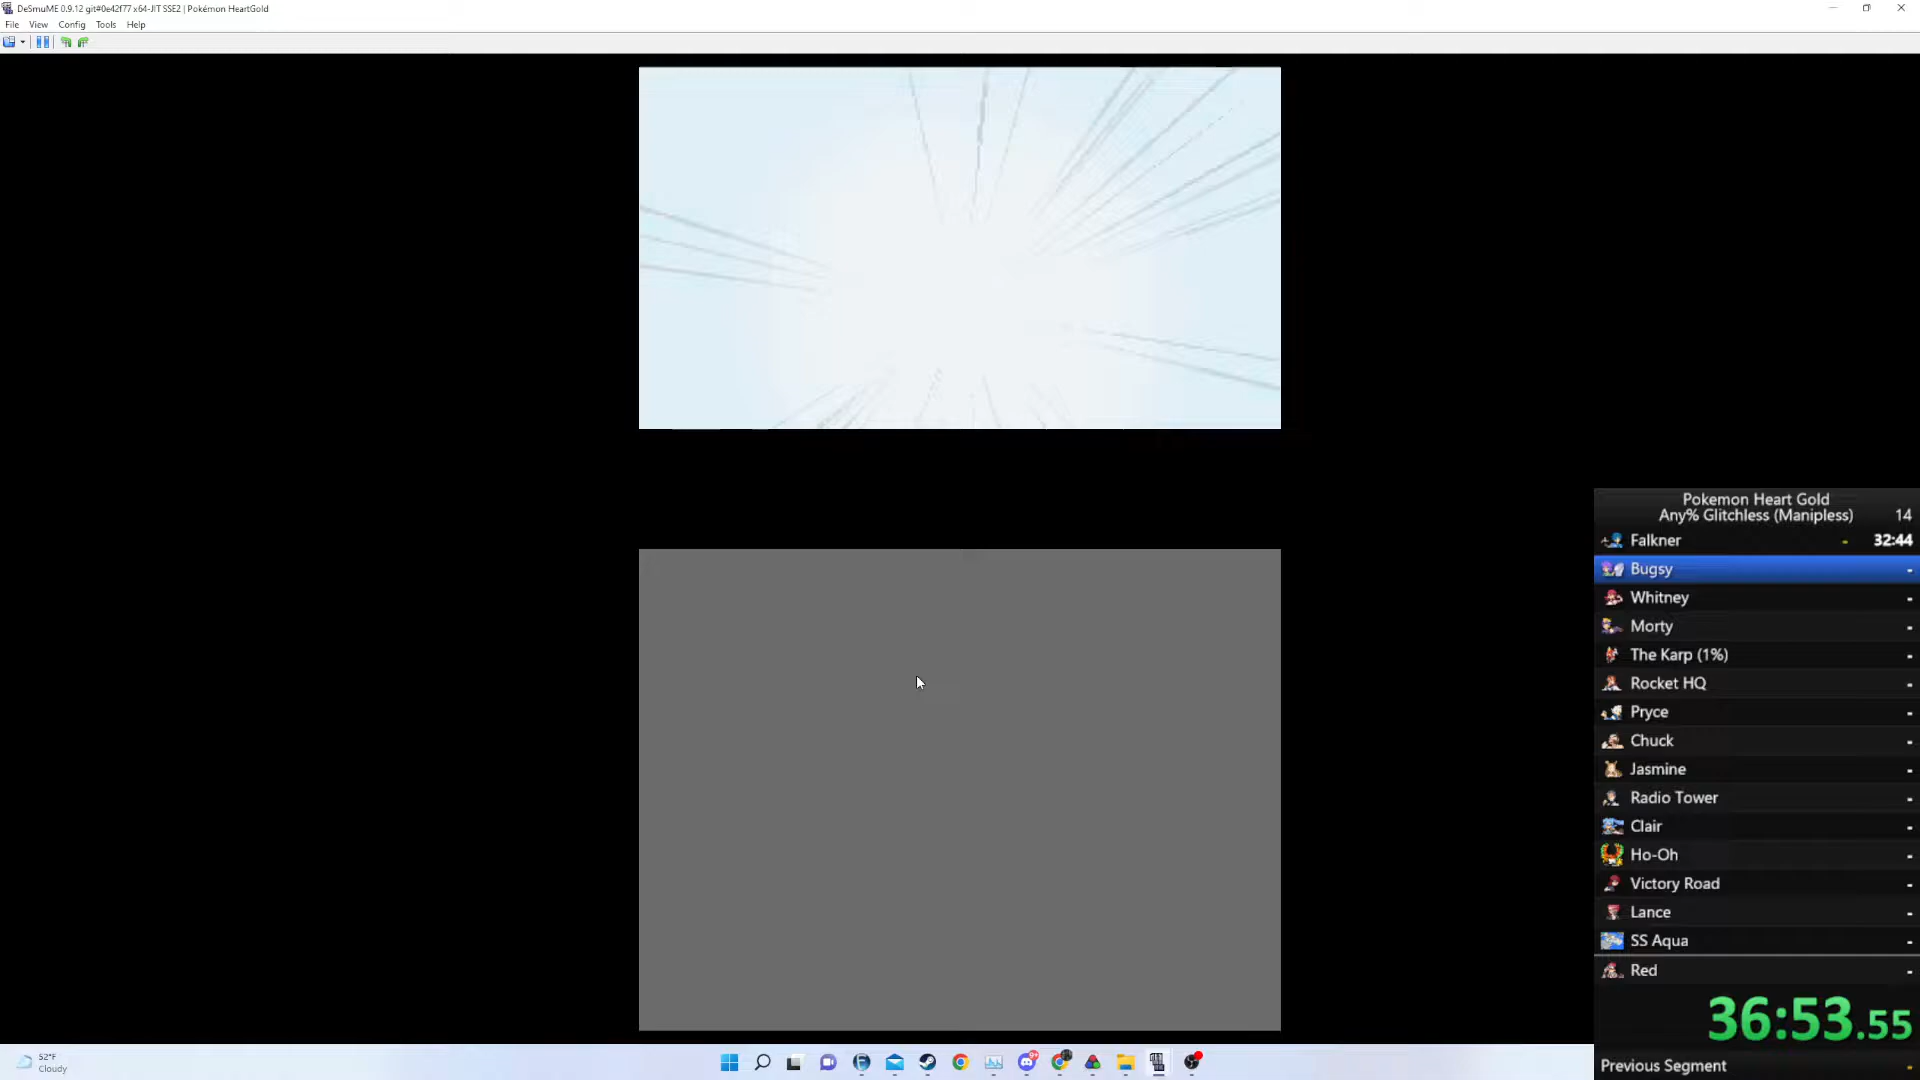 DeSmuME 0.9.12 git#0e42f77 x64-JIT SSE2 | Pokémon HeartGold
File View Config Tools Help
Pokemon Heart Gold
Any% Glitchless (Manipless) 14
Falkner - 32:44
Bugsy -
Whitney -
Morty -
The Karp (1%) -
Rocket HQ -
Pryce -
Chuck -
Jasmine -
Radio Tower -
Clair -
Ho-Oh -
Victory Road -
Lance -
SS Aqua -
Red -
36:53.55
Previous Segment -
52°F
Cloudy